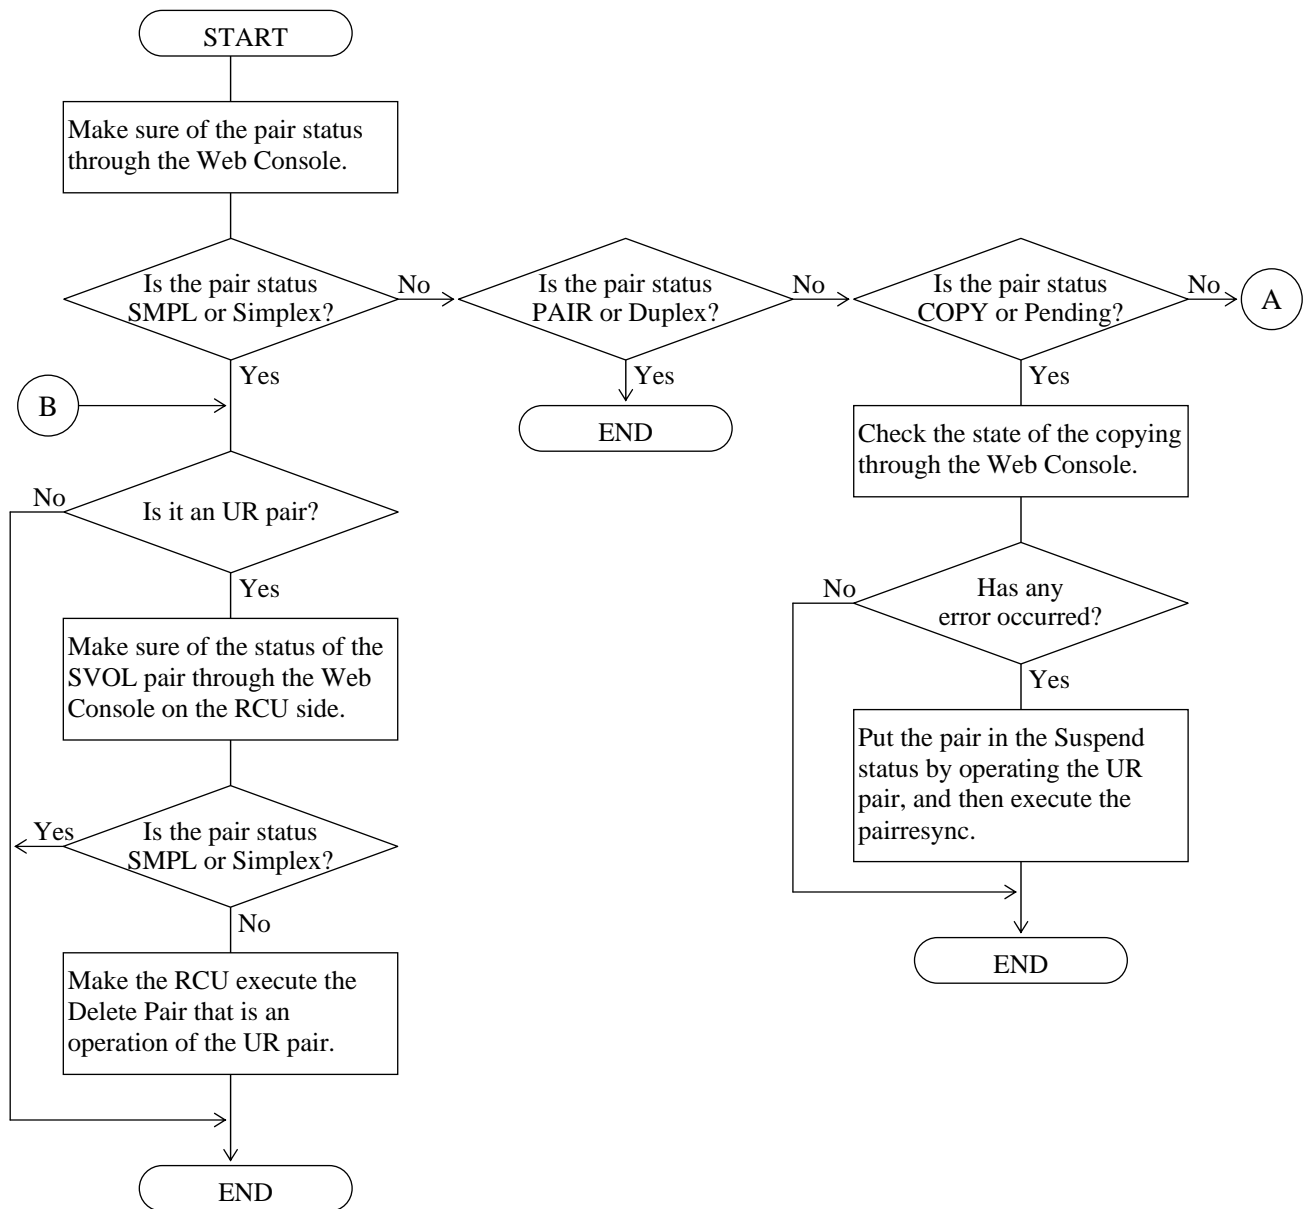 START
Make sure of the pair status
through the Web Console.
Is the pair status
SMPL or Simplex?
No
Is the pair status
PAIR or Duplex?
No
Is the pair status
COPY or Pending?
No
A
Yes
Yes
Yes
B
END
Check the state of the copying
through the Web Console.
No
Is it an UR pair?
Yes
No
Has any
error occurred?
Yes
Make sure of the status of the
SVOL pair through the Web
Console on the RCU side.
Put the pair in the Suspend
status by operating the UR
pair, and then execute the
pairresync.
Yes
Is the pair status
SMPL or Simplex?
No
END
Make the RCU execute the
Delete Pair that is an
operation of the UR pair.
END